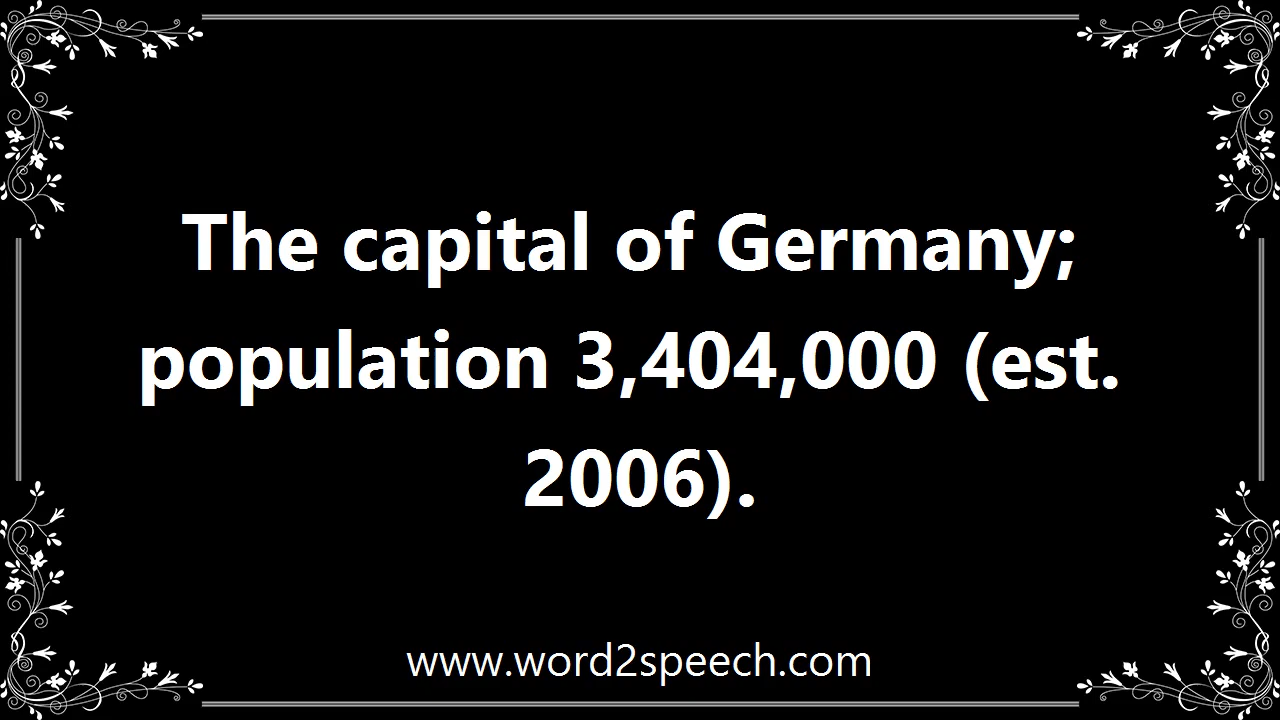 The capital of Germany;
population 3,404,000 (est.
2006).
www.word2speech.com